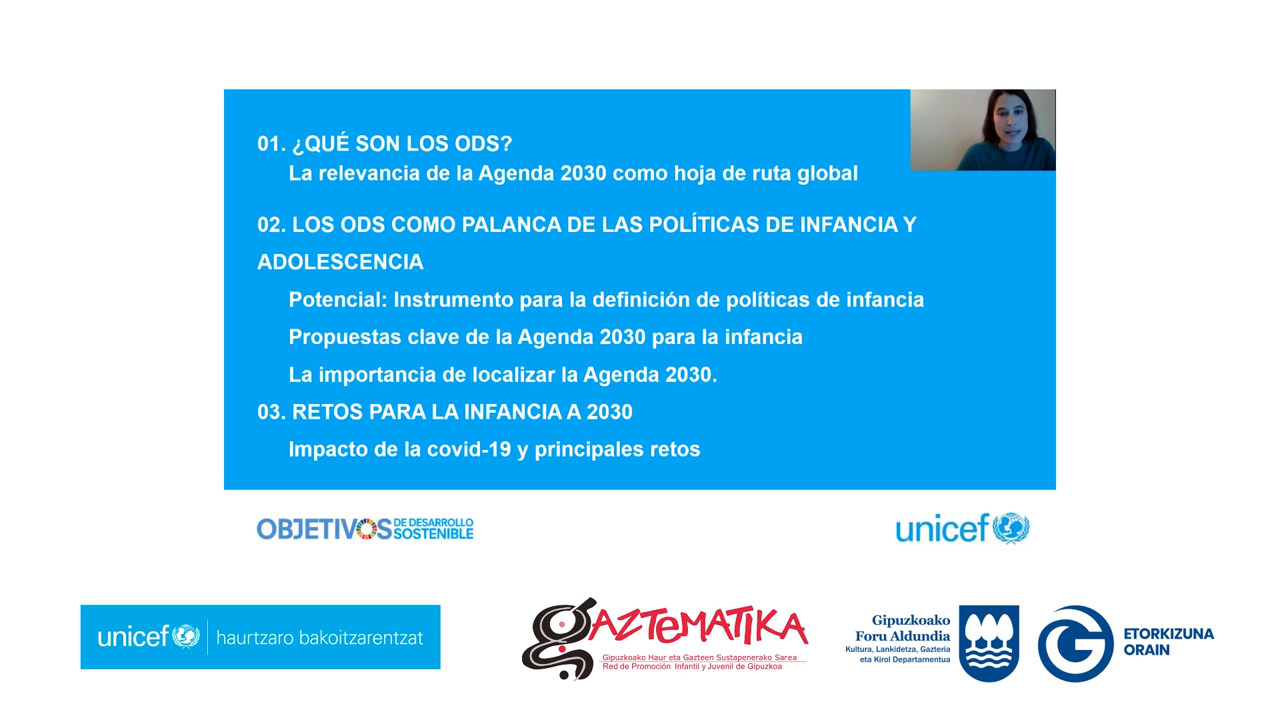 01. ¿QUÉ SON LOS ODS?
La relevancia de la Agenda 2030 como hoja de ruta global
02. LOS ODS COMO PALANCA DE LAS POLÍTICAS DE INFANCIA Y
ADOLESCENCIA
Potencial: Instrumento para la definición de políticas de infancia
Propuestas clave de la Agenda 2030 para la infancia
La importancia de localizar la Agenda 2030.
03. RETOS PARA LA INFANCIA A 2030
Impacto de la covid-19 y principales retos
OBJETIVOS DE DESARROLLO
SOSTENIBLE
unicef
unicef haurtzaro bakoitzarentzat
GAZTEMATIKA
Gipuzkoako Haur eta Gazteen Sustapenerako Sarea
Red de Promoción Infantil y Juvenil de Gipuzkoa
Gipuzkoako
Foru Aldundia
Kultura, Lankidetza, Gazteria
eta Kirol Departamentua
ETORKIZUNA
ORAIN